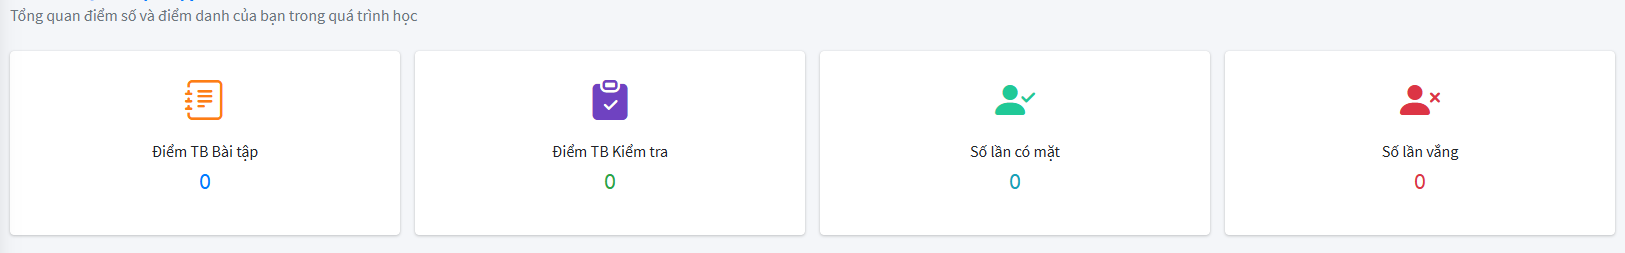 Tổng quan điểm số và điểm danh của bạn trong quá trình học
Điểm TB Bài tập
0
Điểm TB Kiểm tra
0
Số lần có mặt
0
Số lần vắng
0